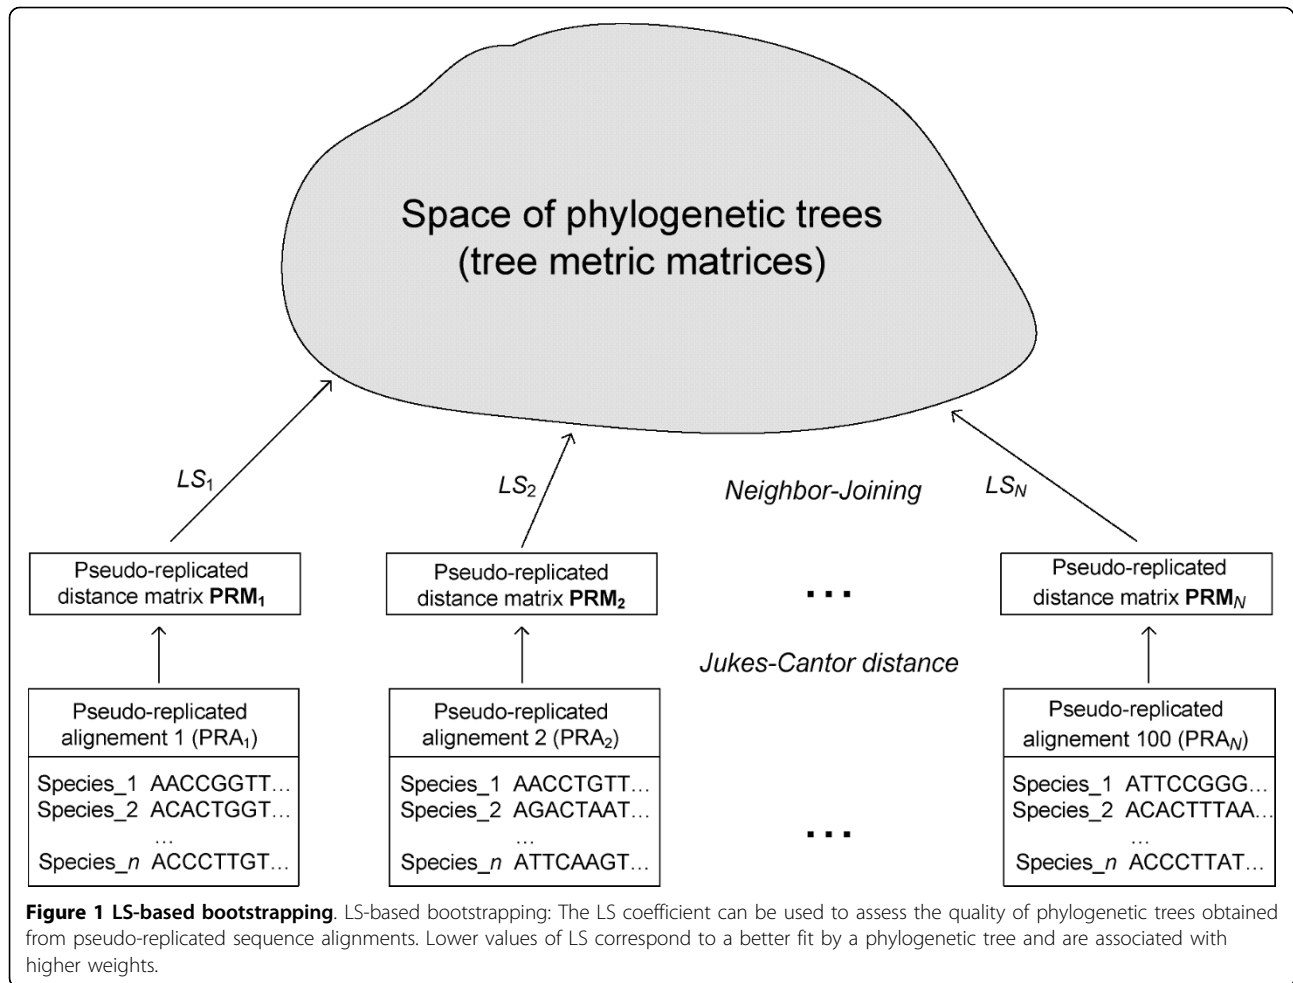 Space of phylogenetic trees
(tree metric matrices)
LS1
LS2
Neighbor-Joining
LSN
Pseudo-replicated
distance matrix PRM1
Pseudo-replicated
distance matrix PRM2
...
Pseudo-replicated
distance matrix PRMN
Jukes-Cantor distance
Pseudo-replicated
alignement 1 (PRA1)
Species_1 AACCGGTT...
Species_2 ACACTGGT...
...
Species_n ACCCTTGT...
Pseudo-replicated
alignement 2 (PRA2)
Species_1 AACCTGTT...
Species_2 AGACTAAT...
...
Species_n ATTCAAGT...
...
Pseudo-replicated
alignement 100 (PRAN)
Species_1 ATTCCGGG...
Species_2 ACACTTTAA...
...
Species_n ACCCTTAT...
Figure 1 LS-based bootstrapping. LS-based bootstrapping: The LS coefficient can be used to assess the quality of phylogenetic trees obtained
from pseudo-replicated sequence alignments. Lower values of LS correspond to a better fit by a phylogenetic tree and are associated with
higher weights.